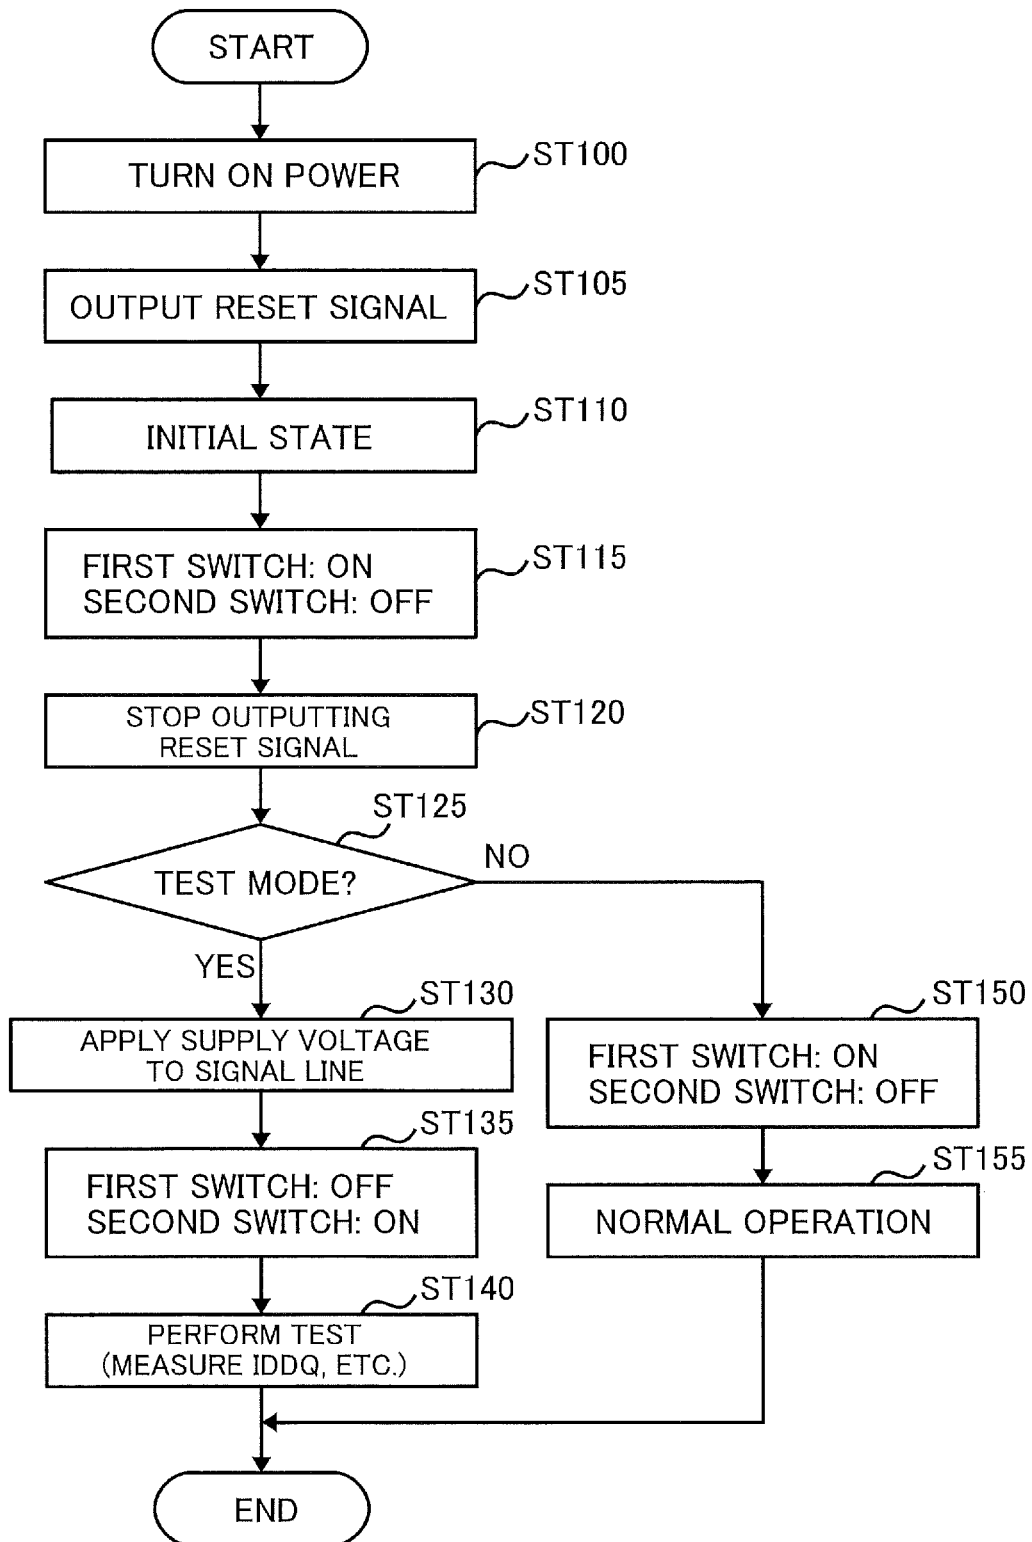 START
TURN ON POWER
ST100
OUTPUT RESET SIGNAL
ST105
INITIAL STATE
ST110
FIRST SWITCH: ON
SECOND SWITCH: OFF
ST115
STOP OUTPUTTING
RESET SIGNAL
ST120
TEST MODE?
ST125
NO
YES
APPLY SUPPLY VOLTAGE
TO SIGNAL LINE
ST130
FIRST SWITCH: OFF
SECOND SWITCH: ON
ST135
PERFORM TEST
(MEASURE IDDQ, ETC.)
ST140
FIRST SWITCH: ON
SECOND SWITCH: OFF
ST150
NORMAL OPERATION
ST155
END